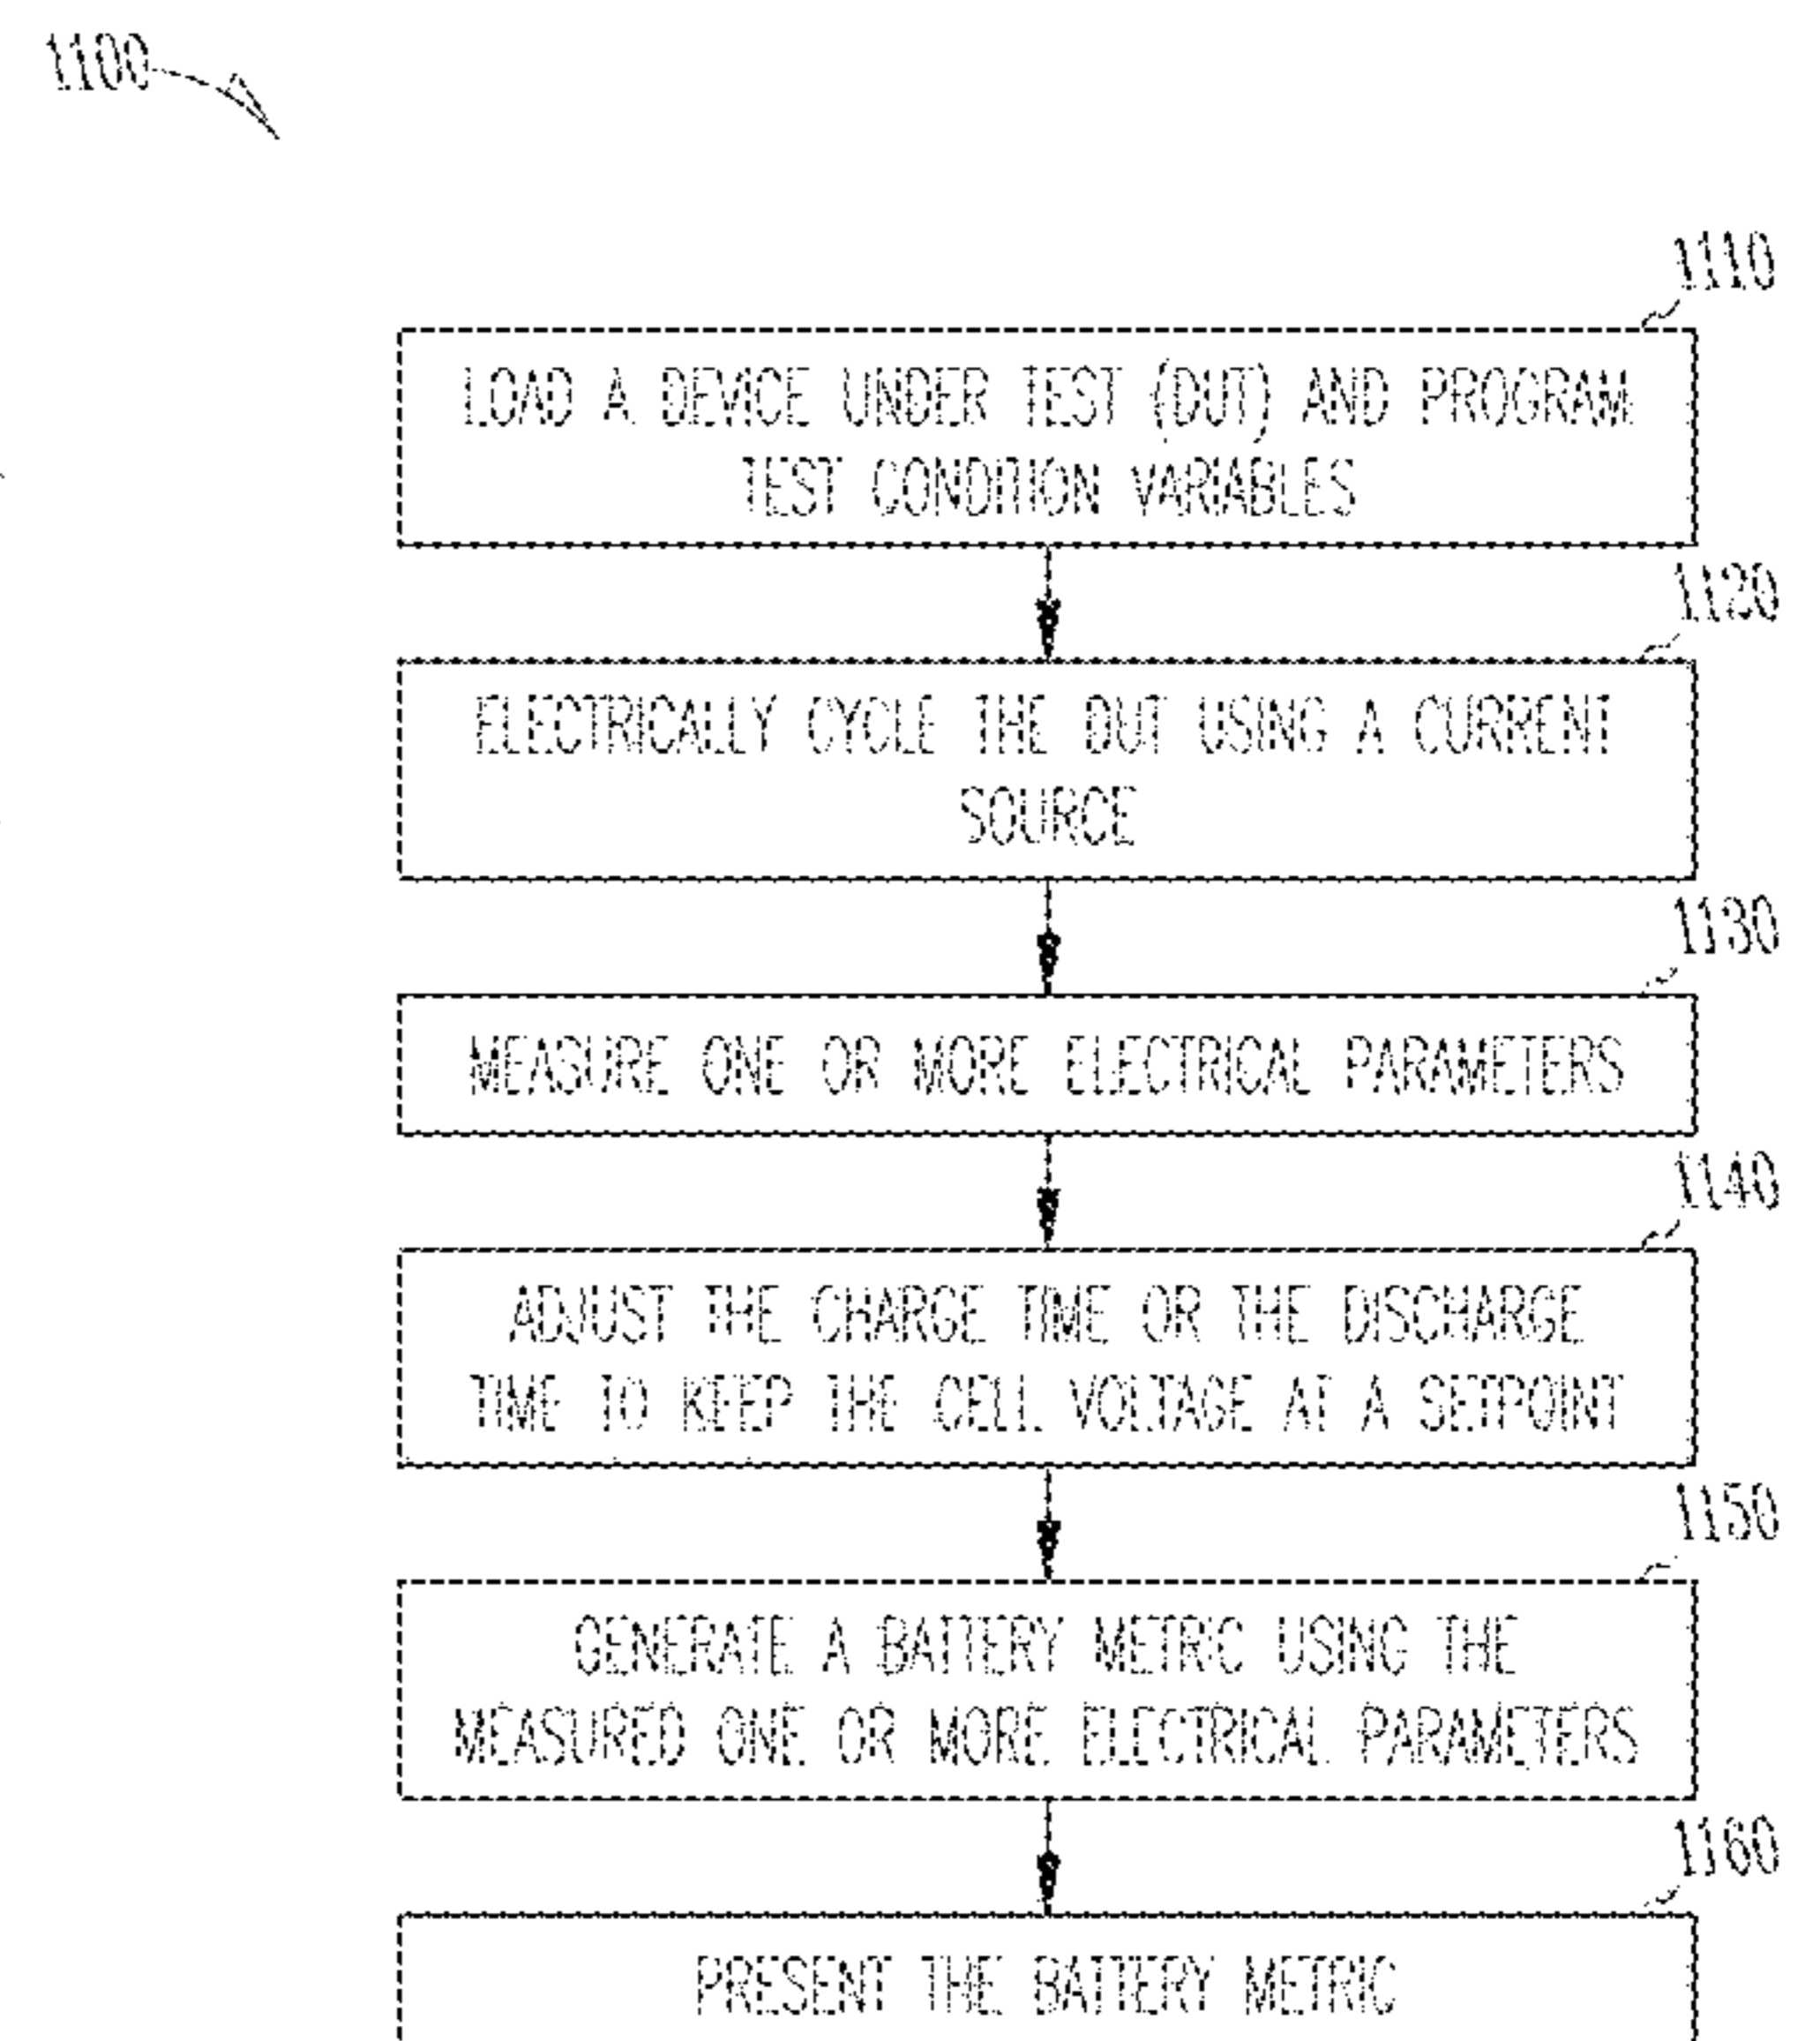 1100
1110
LOAD A DEVICE UNDER TEST (DUT) AND PROGRAM
TEST CONDITION VARIABLES
1120
ELECTRICALLY CYCLE THE DUT USING A CURRENT
SOURCE
1130
MEASURE ONE OR MORE ELECTRICAL PARAMETERS
1140
ADJUST THE CHARGE TIME OR THE DISCHARGE
TIME TO KEEP THE CELL VOLTAGE AT A SETPOINT
1150
GENERATE A BATTERY METRIC USING THE
MEASURED ONE OR MORE ELECTRICAL PARAMETERS
1160
PRESENT THE BATTERY METRIC